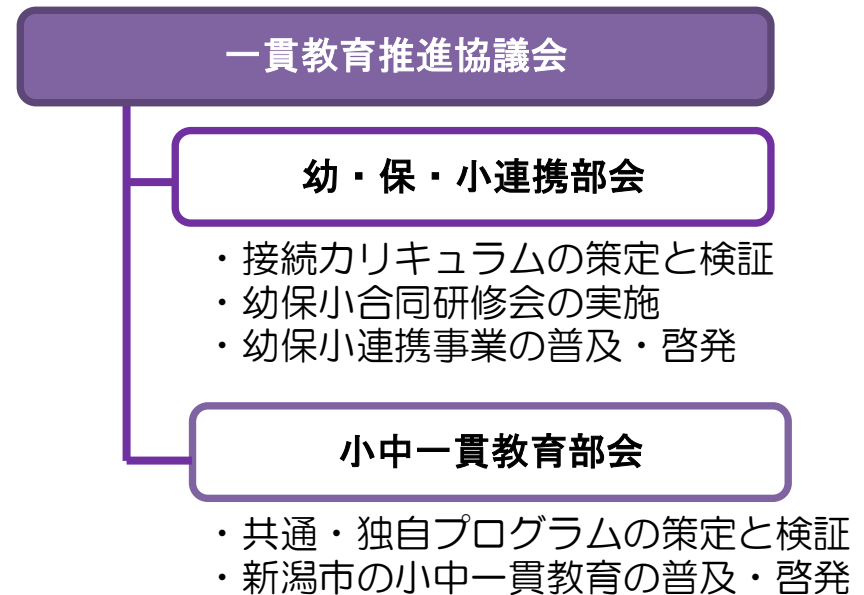 一貫教育推進協議会
幼・保・小連携部会
・接続カリキュラムの策定と検証
・幼保小合同研修会の実施
・幼保小連携事業の普及・啓発
小中一貫教育部会
・共通・独自プログラムの策定と検証
・新潟市の小中一貫教育の普及・啓発